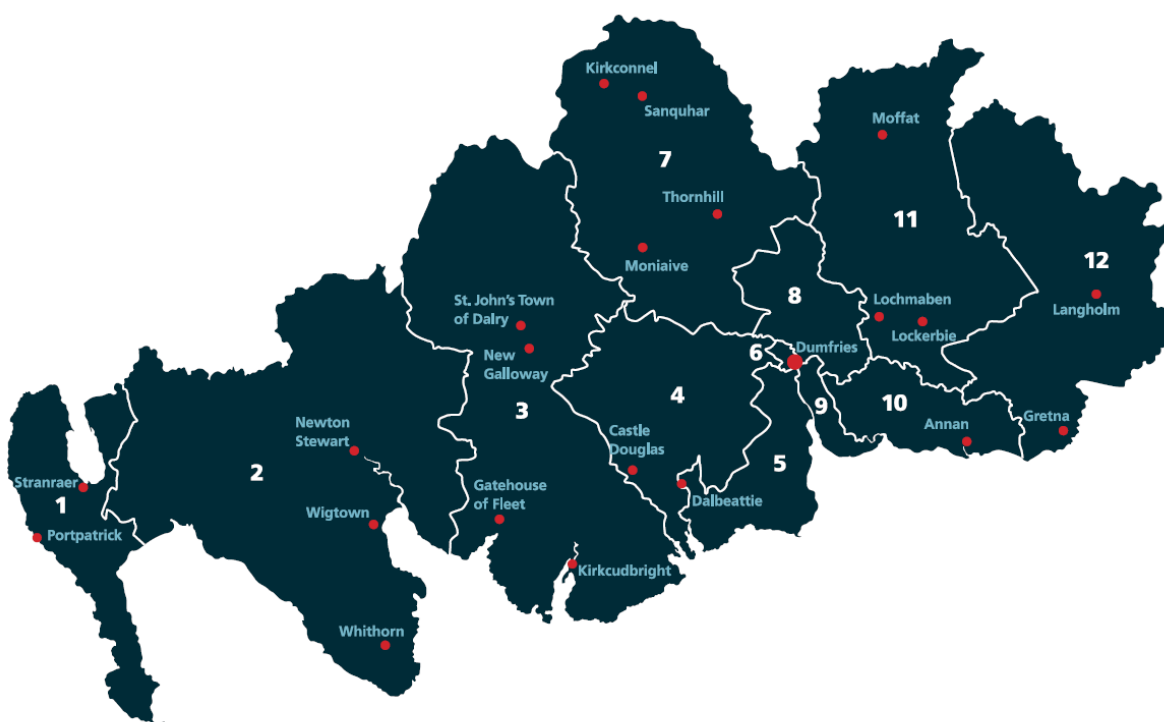 Kirkconnel
Sanquhar
Moffat
7
Thornhill
11
Moniaive
12
8
St. John's Town
of Dalry
Lochmaben
Langholm
Lockerbie
New
Galloway
6
Dumfries
4
3
9
10
Newton
Stewart
Castle
Douglas
Annan
Gretna
2
5
Stranraer
1
Gatehouse
of Fleet
Dalbeattie
Wigtown
Portpatrick
Kirkcudbright
Whithorn